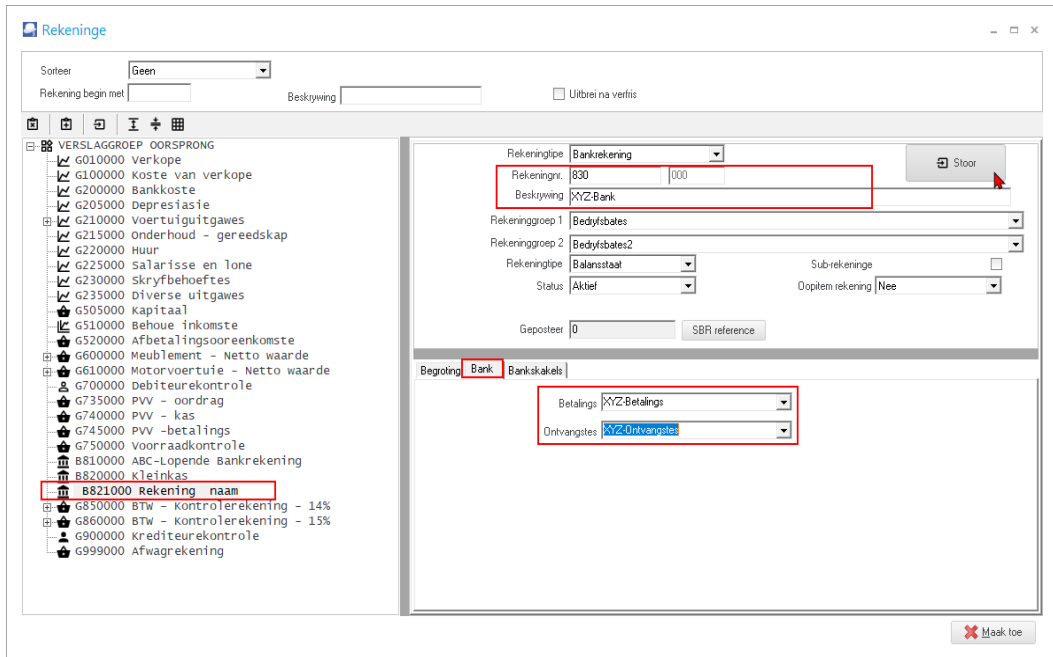 Rekeninge
Sorteer Geen
Rekening begin met Beskrywing Uitbrei na verfris
VERSLAGGROEP OORSPRONG
G010000 Verkope
G100000 Koste van verkope
G200000 Bankkoste
G205000 Depresiasie
G210000 Voertuiguitgawes
G215000 Onderhoud - gereedskap
G220000 Huur
G225000 Salarisse en lone
G230000 Skryfbehoeftes
G235000 Diverse uitgawes
G505000 Kapitaal
G510000 Behoue inkomste
G520000 Afbetalingsooreenkomste
G600000 Meublement - Netto waarde
G610000 Motorvoertuie - Netto waarde
G700000 Debiteurekontrole
G735000 PVV - oordrag
G740000 PVV - kas
G745000 PVV -betalings
G750000 Voorraadkontrole
B810000 ABC-Lopende Bankrekening
B820000 Kleinkas
B821000 Rekening naam
G850000 BTW - Kontrolerekening - 14%
G860000 BTW - Kontrolerekening - 15%
G900000 Krediteurekontrole
G999000 Afwagrekening
Rekeningtipe Bankrekening
Stoor
Rekeningnr. 830 000
Beskrywing XYZ-Bank
Rekeninggroep 1 Bedryfsbates
Rekeninggroep 2 Bedryfsbates2
Rekeningtipe Balansstaat Sub-rekeninge
Status Aktief Oopitem rekening Nee
Geposteer 0 SBR reference
Begroting Bank Bankskakels
Betalings XYZ-Betalings
Ontvangstes XYZ-Ontvangstes
Maak toe